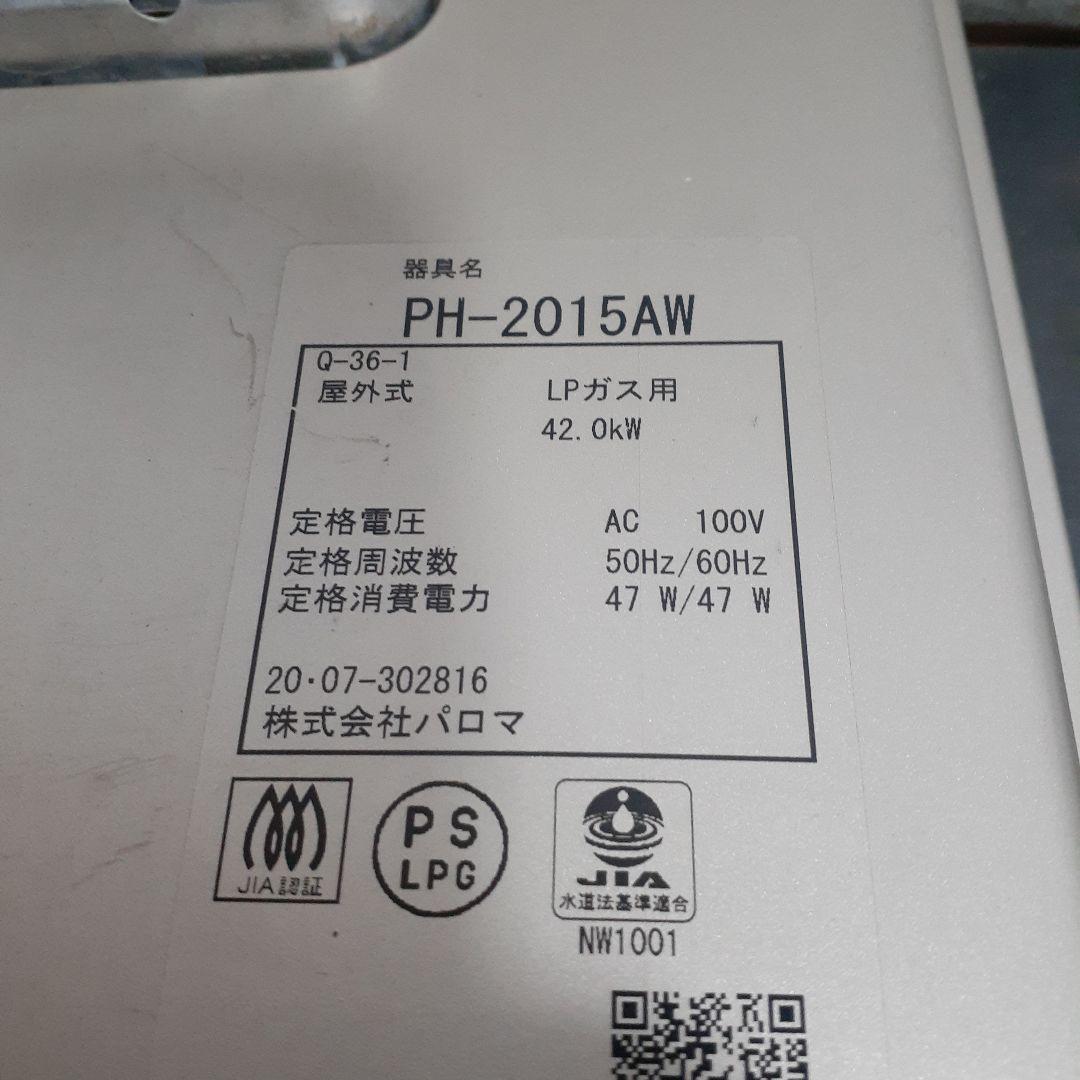 器具名
PH-2015AW
Q-36-1
屋外式 LPガス用
42.0kW
定格電圧 AC 100V
定格周波数 50Hz/60Hz
定格消費電力 47 W/47 W
20・07-302816
株式会社パロマ
JIA認証
PS
LPG
JIA
水道法基準適合
NW1001